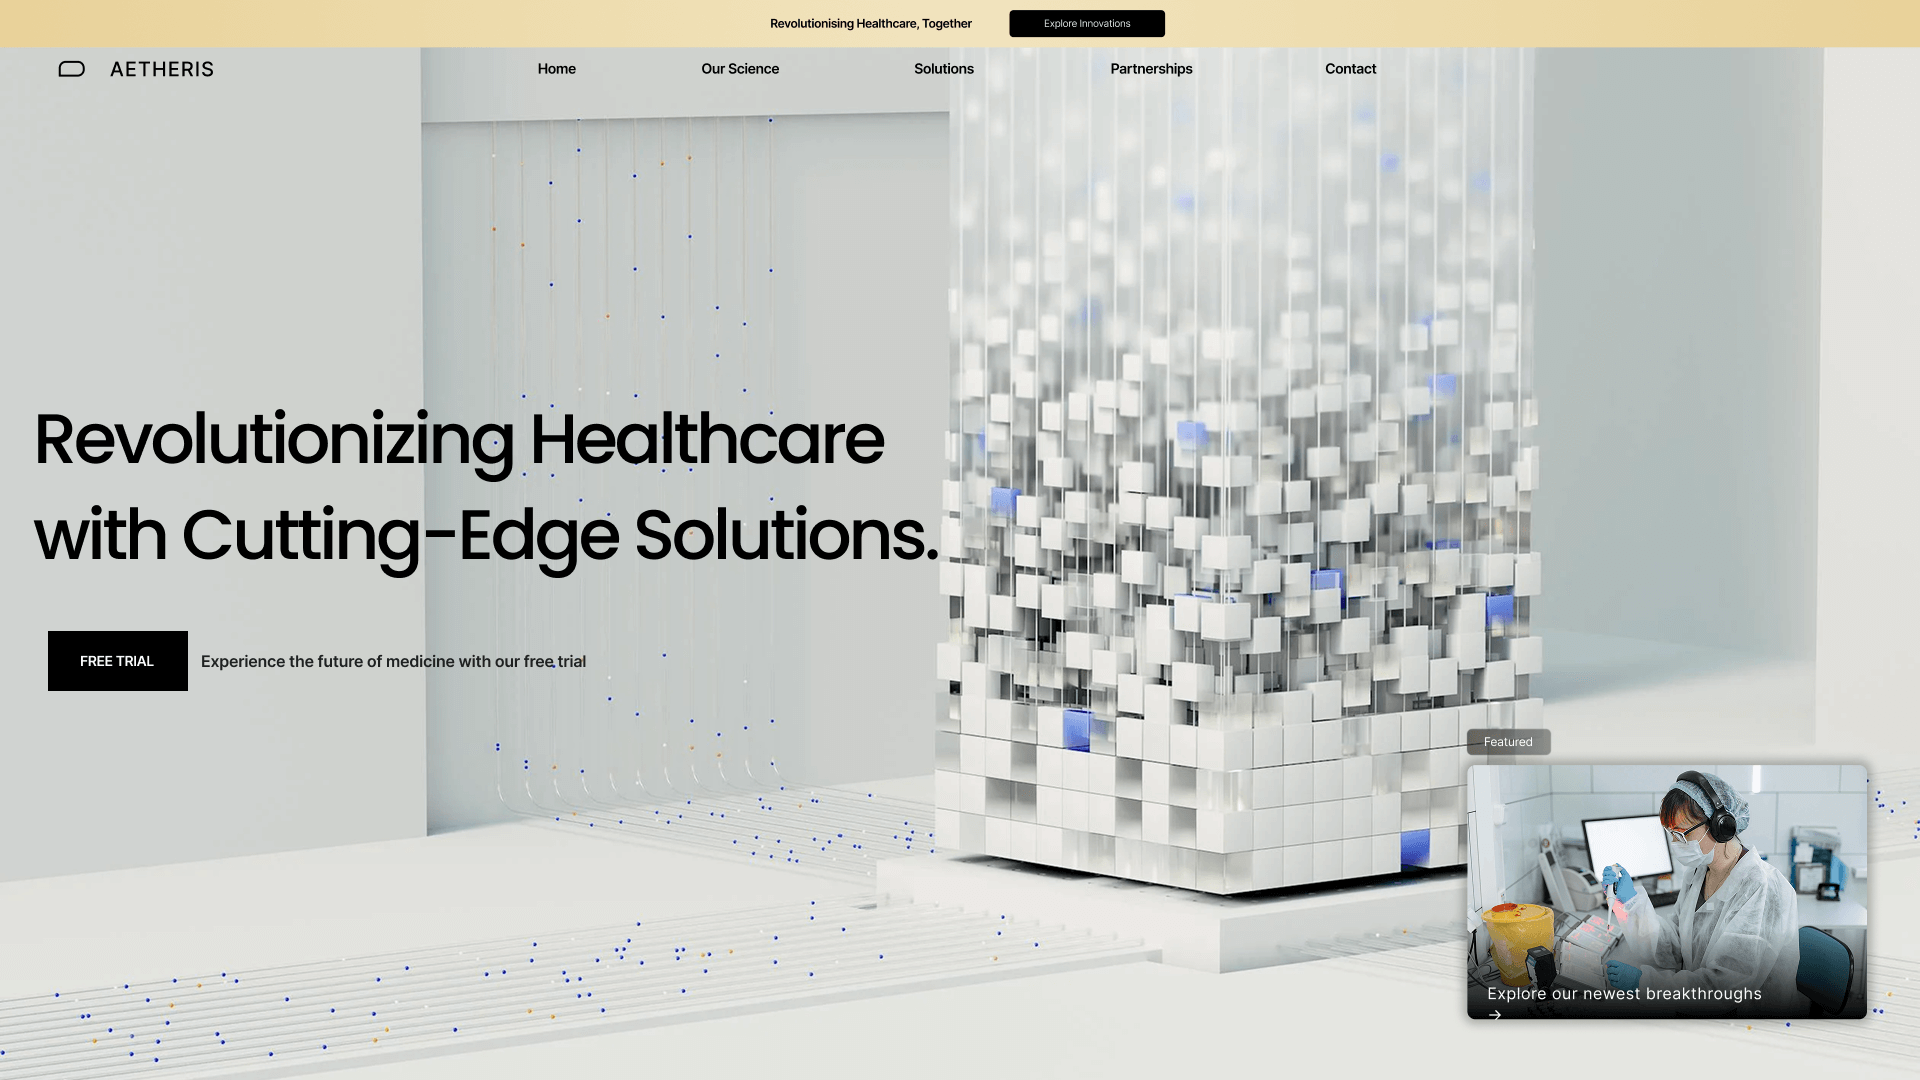 Revolutionising Healthcare, Together
Explore Innovations
AETHERIS
Home
Our Science
Solutions
Partnerships
Contact
Revolutionizing Healthcare
with Cutting-Edge Solutions.
FREE TRIAL
Experience the future of medicine with our free trial
Featured
Explore our newest breakthroughs
→